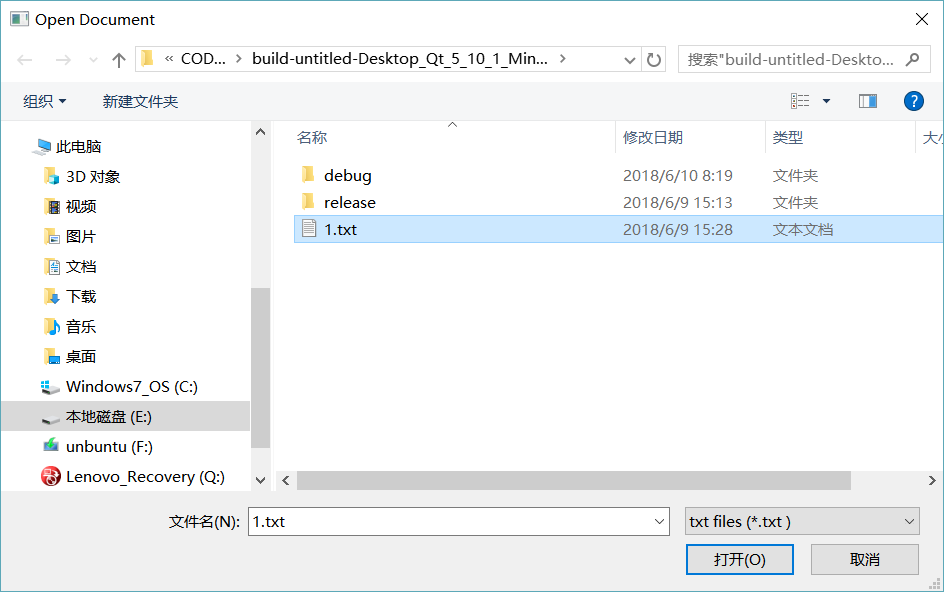 Open Document
« COD... › build-untitled-Desktop_Qt_5_10_1_Min... ›
搜索"build-untitled-Deskto...
组织
新建文件夹
?
名称
修改日期
类型
大小
此电脑
3D 对象
视频
图片
文档
下载
音乐
桌面
Windows7_OS (C:)
本地磁盘 (E:)
unbuntu (F:)
Lenovo_Recovery (Q:)
debug 2018/6/10 8:19 文件夹
release 2018/6/9 15:13 文件夹
1.txt 2018/6/9 15:28 文本文档
文件名(N): 1.txt
txt files (*.txt )
打开(O)
取消